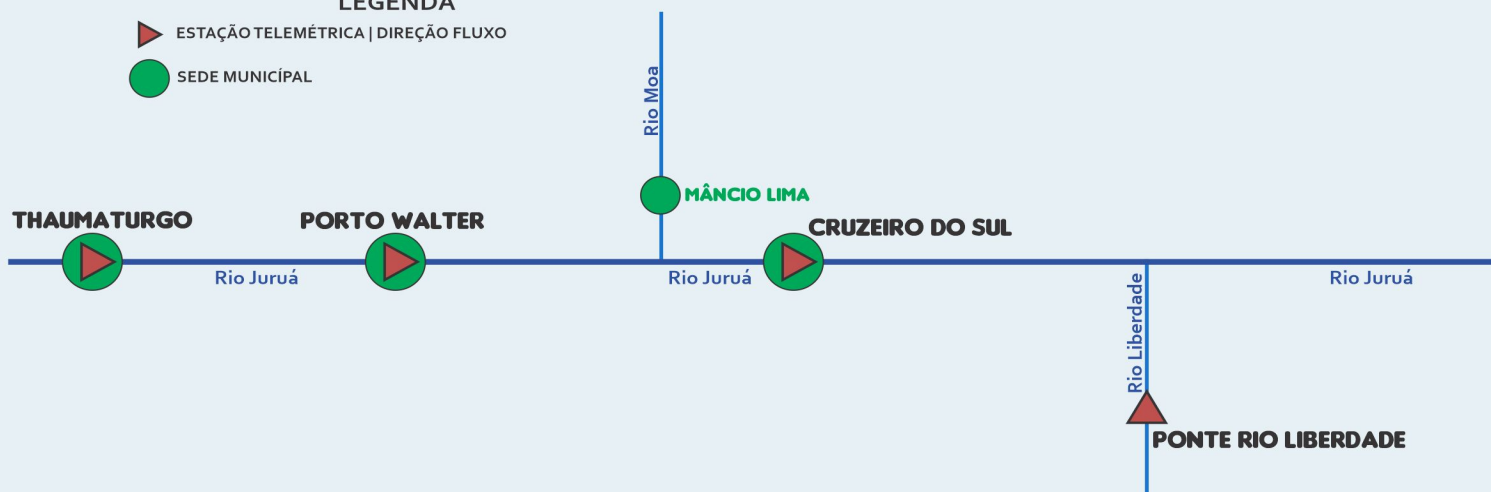 LEGENDA
ESTAÇÃO TELEMÉTRICA | DIREÇÃO FLUXO
SEDE MUNICÍPAL
Rio Moa
MÂNCIO LIMA
THAUMATURGO
PORTO WALTER
CRUZEIRO DO SUL
Rio Juruá
Rio Juruá
Rio Juruá
Rio Liberdade
PONTE RIO LIBERDADE